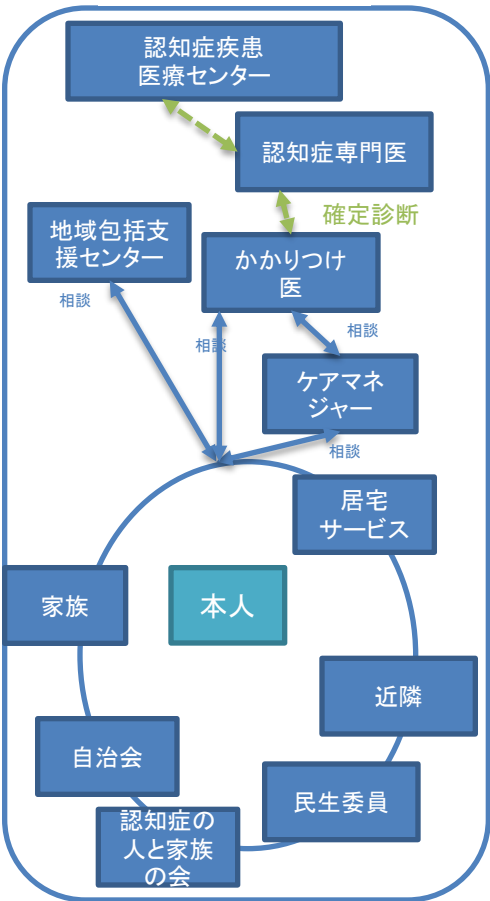 認知症疾患
医療センター
認知症専門医
確定診断
地域包括支
援センター
かかりつけ
医
相談
相談
相談
ケアマネ
ジャー
相談
居宅
サービス
家族
本人
近隣
自治会
民生委員
認知症の
人と家族
の会